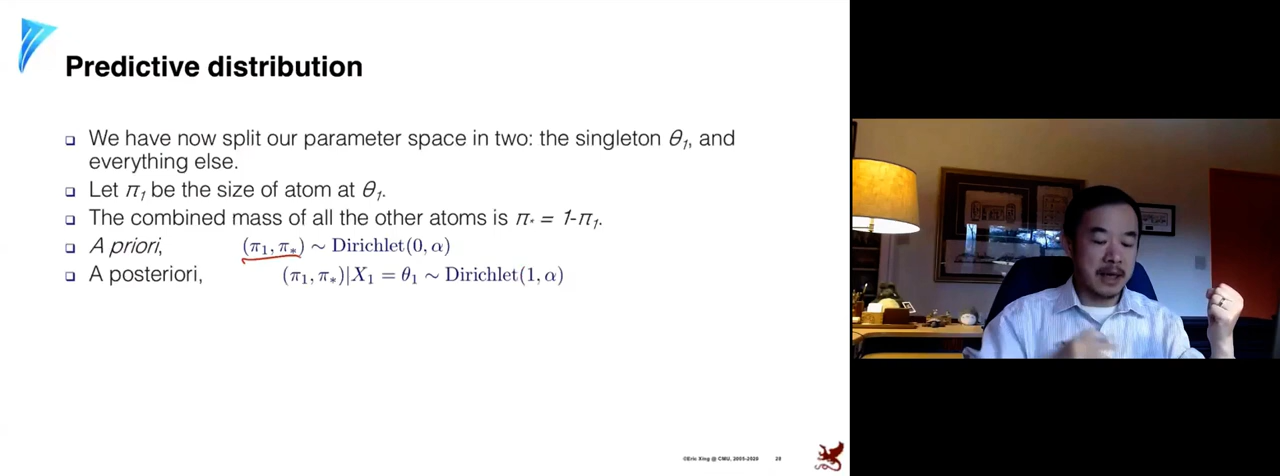 Predictive distribution
We have now split our parameter space in two: the singleton θ₁, and
everything else.
Let π₁ be the size of atom at θ₁.
The combined mass of all the other atoms is π* = 1-π₁.
A priori, (π₁, π*) ~ Dirichlet(0, α)
A posteriori, (π₁, π*)|X₁ = θ₁ ~ Dirichlet(1, α)
©Eric Xing @ CMU, 2005-2020 28